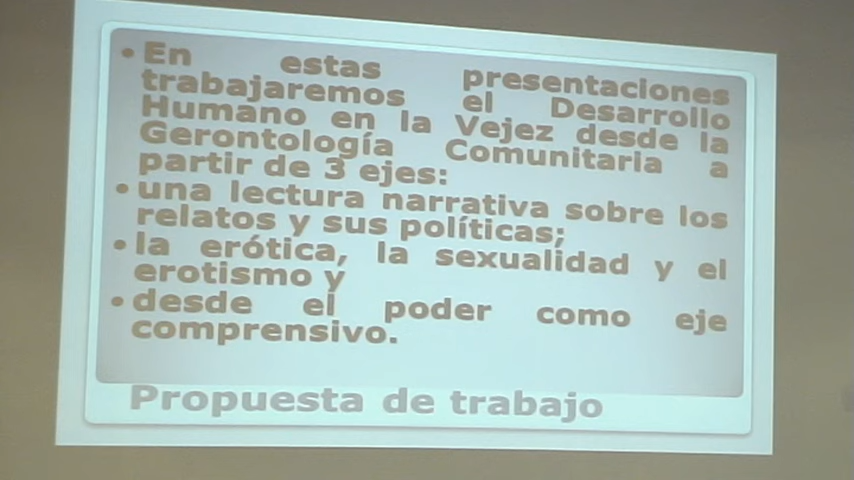 • En estas presentaciones
trabajaremos el Desarrollo
Humano en la Vejez desde la
Gerontología Comunitaria a
partir de 3 ejes:
• una lectura narrativa sobre los
relatos y sus políticas;
• la erótica, la sexualidad y el
erotismo y
• desde el poder como eje
comprensivo.
Propuesta de trabajo